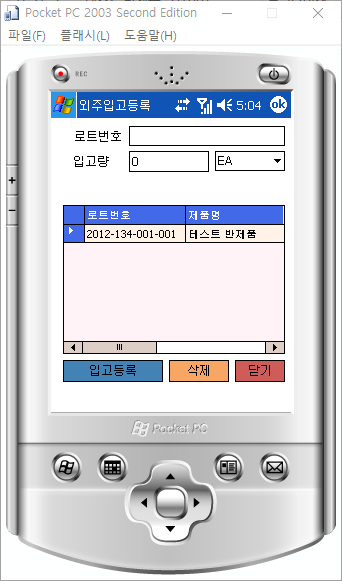 Pocket PC 2003 Second Edition
파일(F) 플래시(L) 도움말(H)
REC
외주입고등록 5:04 ok
로트번호
입고량 0 EA
로트번호 제품명
2012-134-001-001 테스트 반제품
입고등록 삭제 닫기
Pocket PC